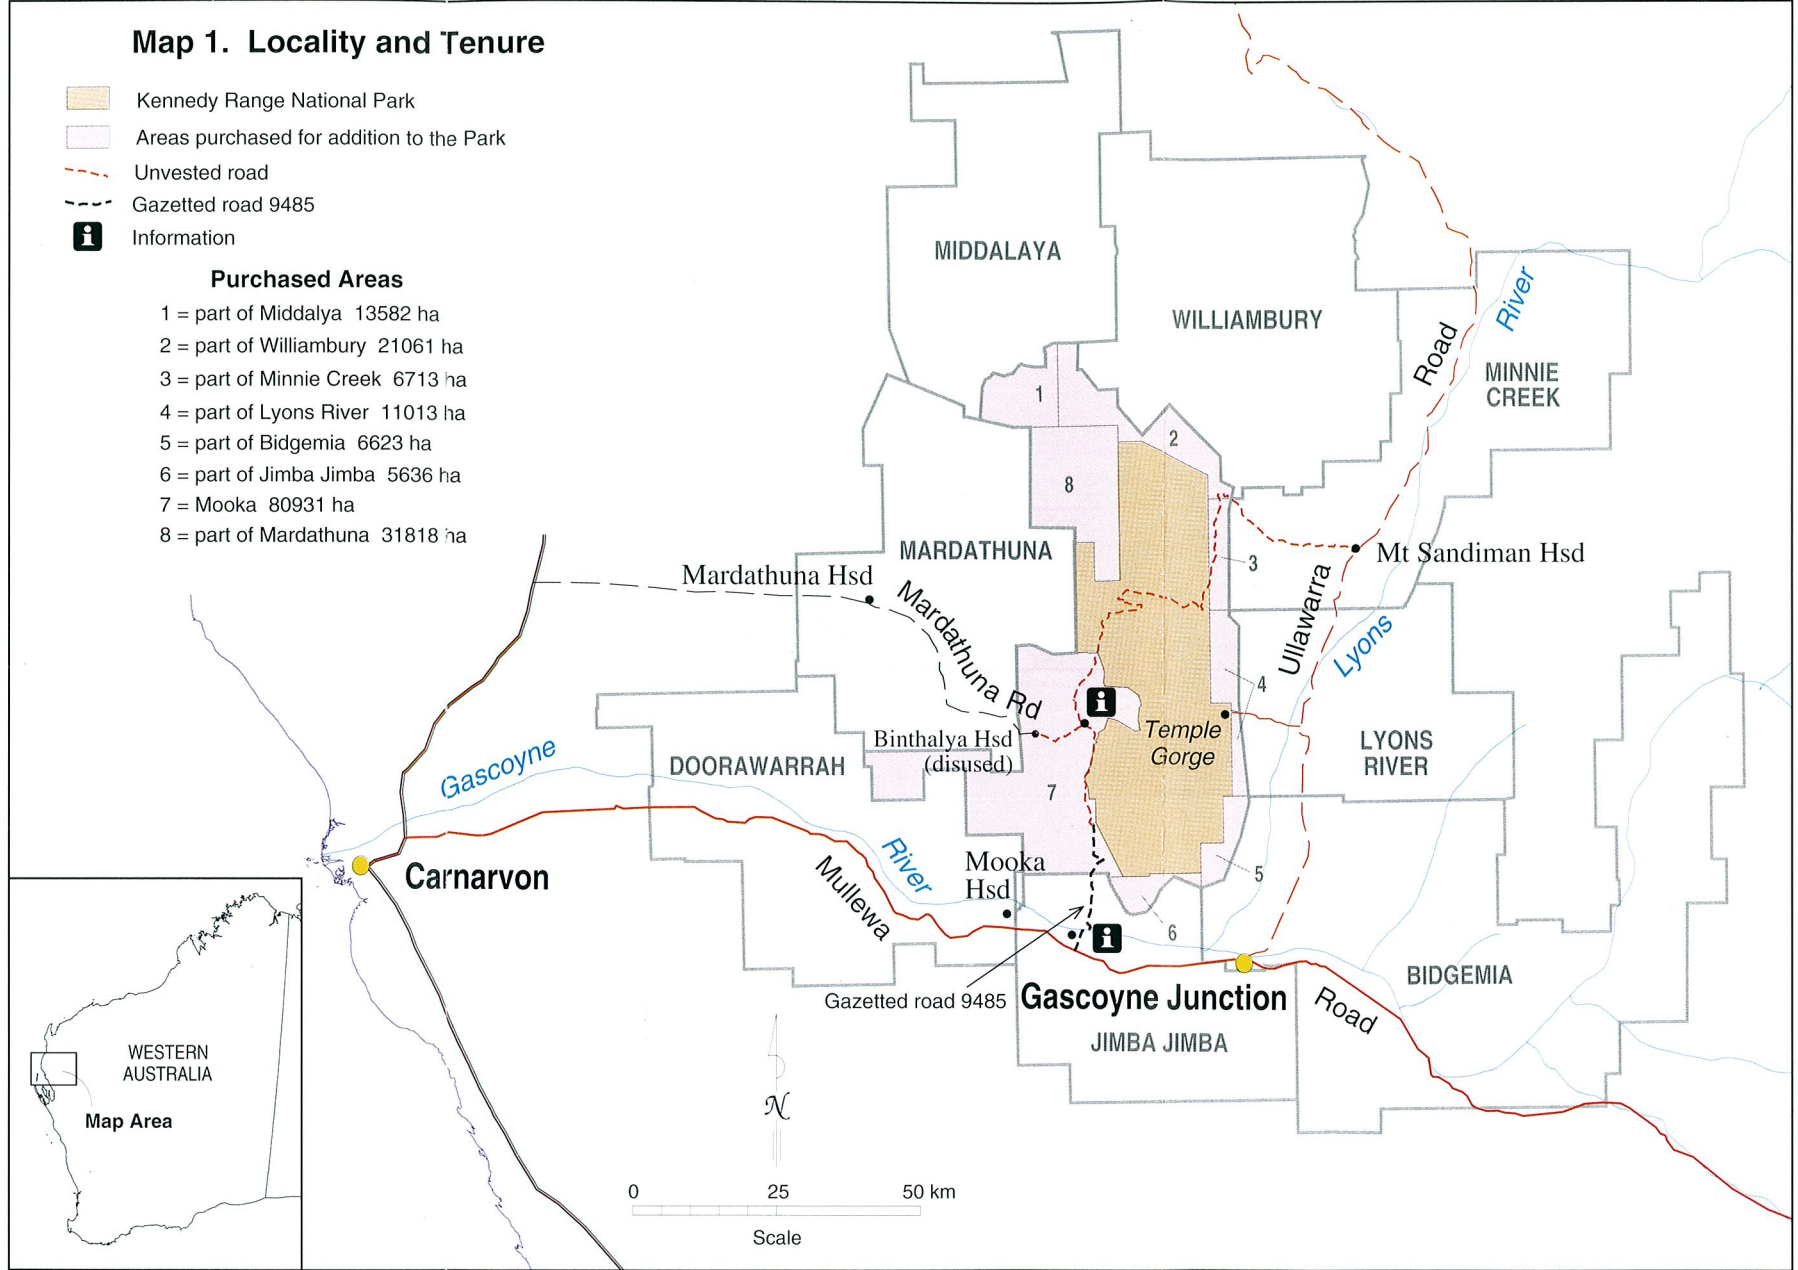 Map 1. Locality and Tenure
Kennedy Range National Park
Areas purchased for addition to the Park
Unvested road
Gazetted road 9485
i Information
Purchased Areas
1 = part of Middalya 13582 ha
2 = part of Williambury 21061 ha
3 = part of Minnie Creek 6713 ha
4 = part of Lyons River 11013 ha
5 = part of Bidgemia 6623 ha
6 = part of Jimba Jimba 5636 ha
7 = Mooka 80931 ha
8 = part of Mardathuna 31818 ha
MIDDALAYA
WILLIAMBURY
River
Road
MINNIE
CREEK
1
2
8
MARDATHUNA
3
Mt Sandiman Hsd
Mardathuna Hsd
Mardathuna Rd
Ullawarra
Lyons
4
i
Temple
Gorge
Binthalya Hsd
(disused)
LYONS
RIVER
DOORAWARRAH
Gascoyne
7
River
Mooka
Hsd
5
Carnarvon
Mullewa
6
i
BIDGEMIA
Gazetted road 9485
Gascoyne Junction
Road
JIMBA JIMBA
WESTERN
AUSTRALIA
Map Area
N
0 25 50 km
Scale